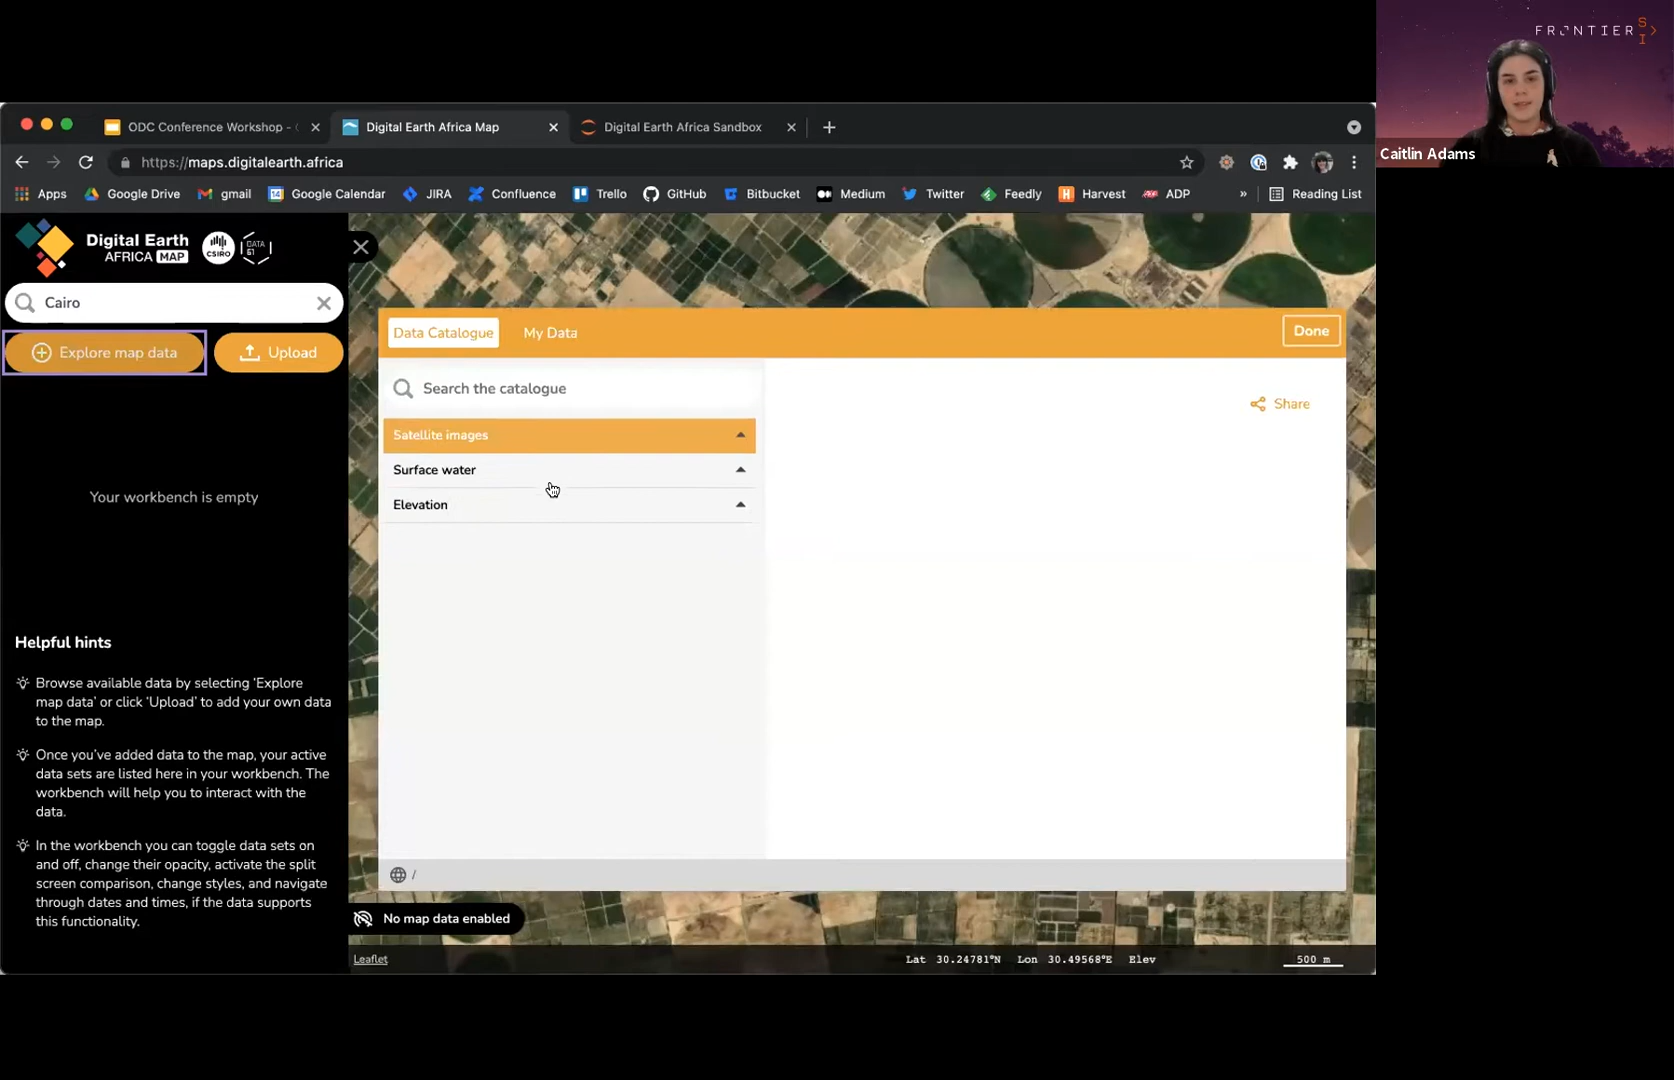 FRONTIER SI
Caitlin Adams
ODC Conference Workshop - (
Digital Earth Africa Map
Digital Earth Africa Sandbox
https://maps.digitalearth.africa
Apps
Google Drive
gmail
Google Calendar
JIRA
Confluence
Trello
GitHub
Bitbucket
Medium
Twitter
Feedly
Harvest
ADP
»
Reading List
Digital Earth
AFRICA MAP
CSIRO
DATA
61
Cairo
Explore map data
Upload
Data Catalogue
My Data
Done
Search the catalogue
Share
Satellite images
Surface water
Elevation
Your workbench is empty
Helpful hints
Browse available data by selecting ‘Explore
map data’ or click ‘Upload’ to add your own data
to the map.
Once you’ve added data to the map, your active
data sets are listed here in your workbench. The
workbench will help you to interact with the
data.
In the workbench you can toggle data sets on
and off, change their opacity, activate the split
screen comparison, change styles, and navigate
through dates and times, if the data supports
this functionality.
/
No map data enabled
Leaflet
Lat 30.24781°N Lon 30.49568°E Elev
500 m